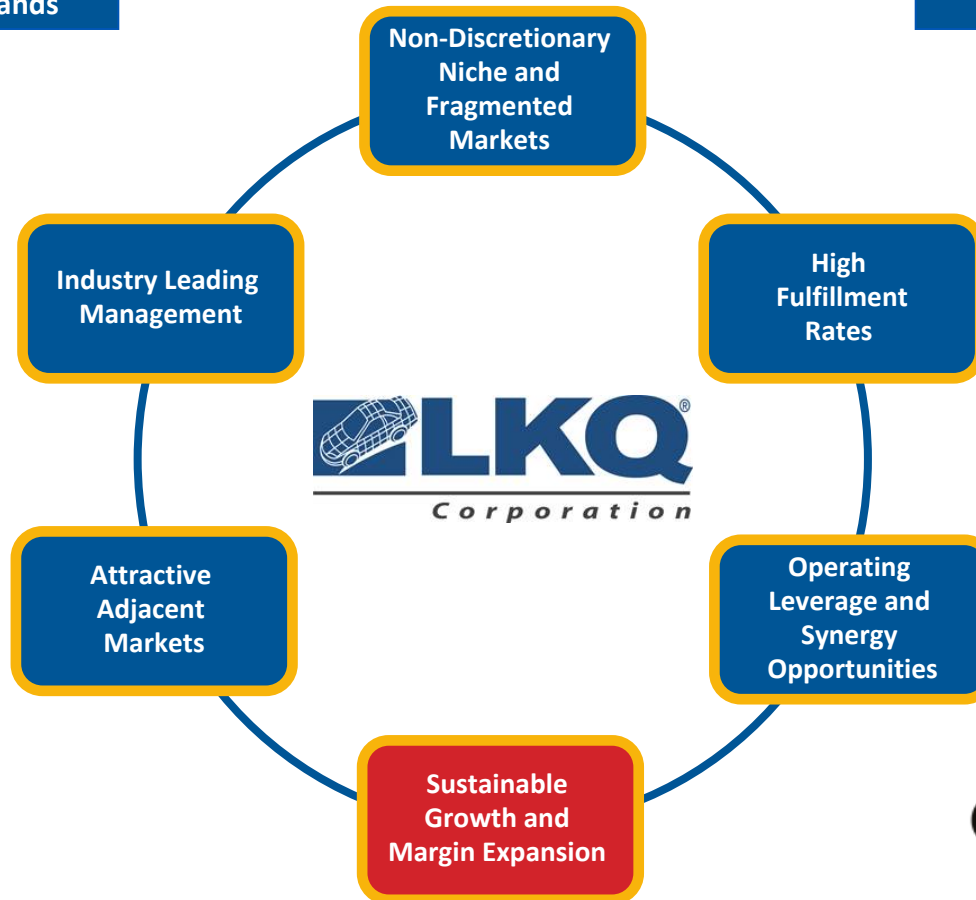 Non-Discretionary
Niche and
Fragmented
Markets
Industry Leading
Management
High
Fulfillment
Rates
LKQ®
Corporation
Attractive
Adjacent
Markets
Operating
Leverage and
Synergy
Opportunities
Sustainable
Growth and
Margin Expansion